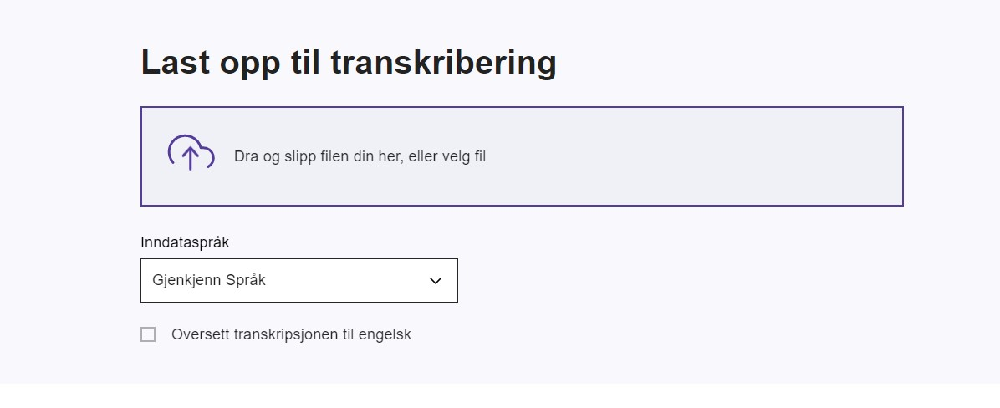 Last opp til transkribering
Dra og slipp filen din her, eller velg fil
Inndataspråk
Gjenkjenn Språk
Oversett transkripsjonen til engelsk